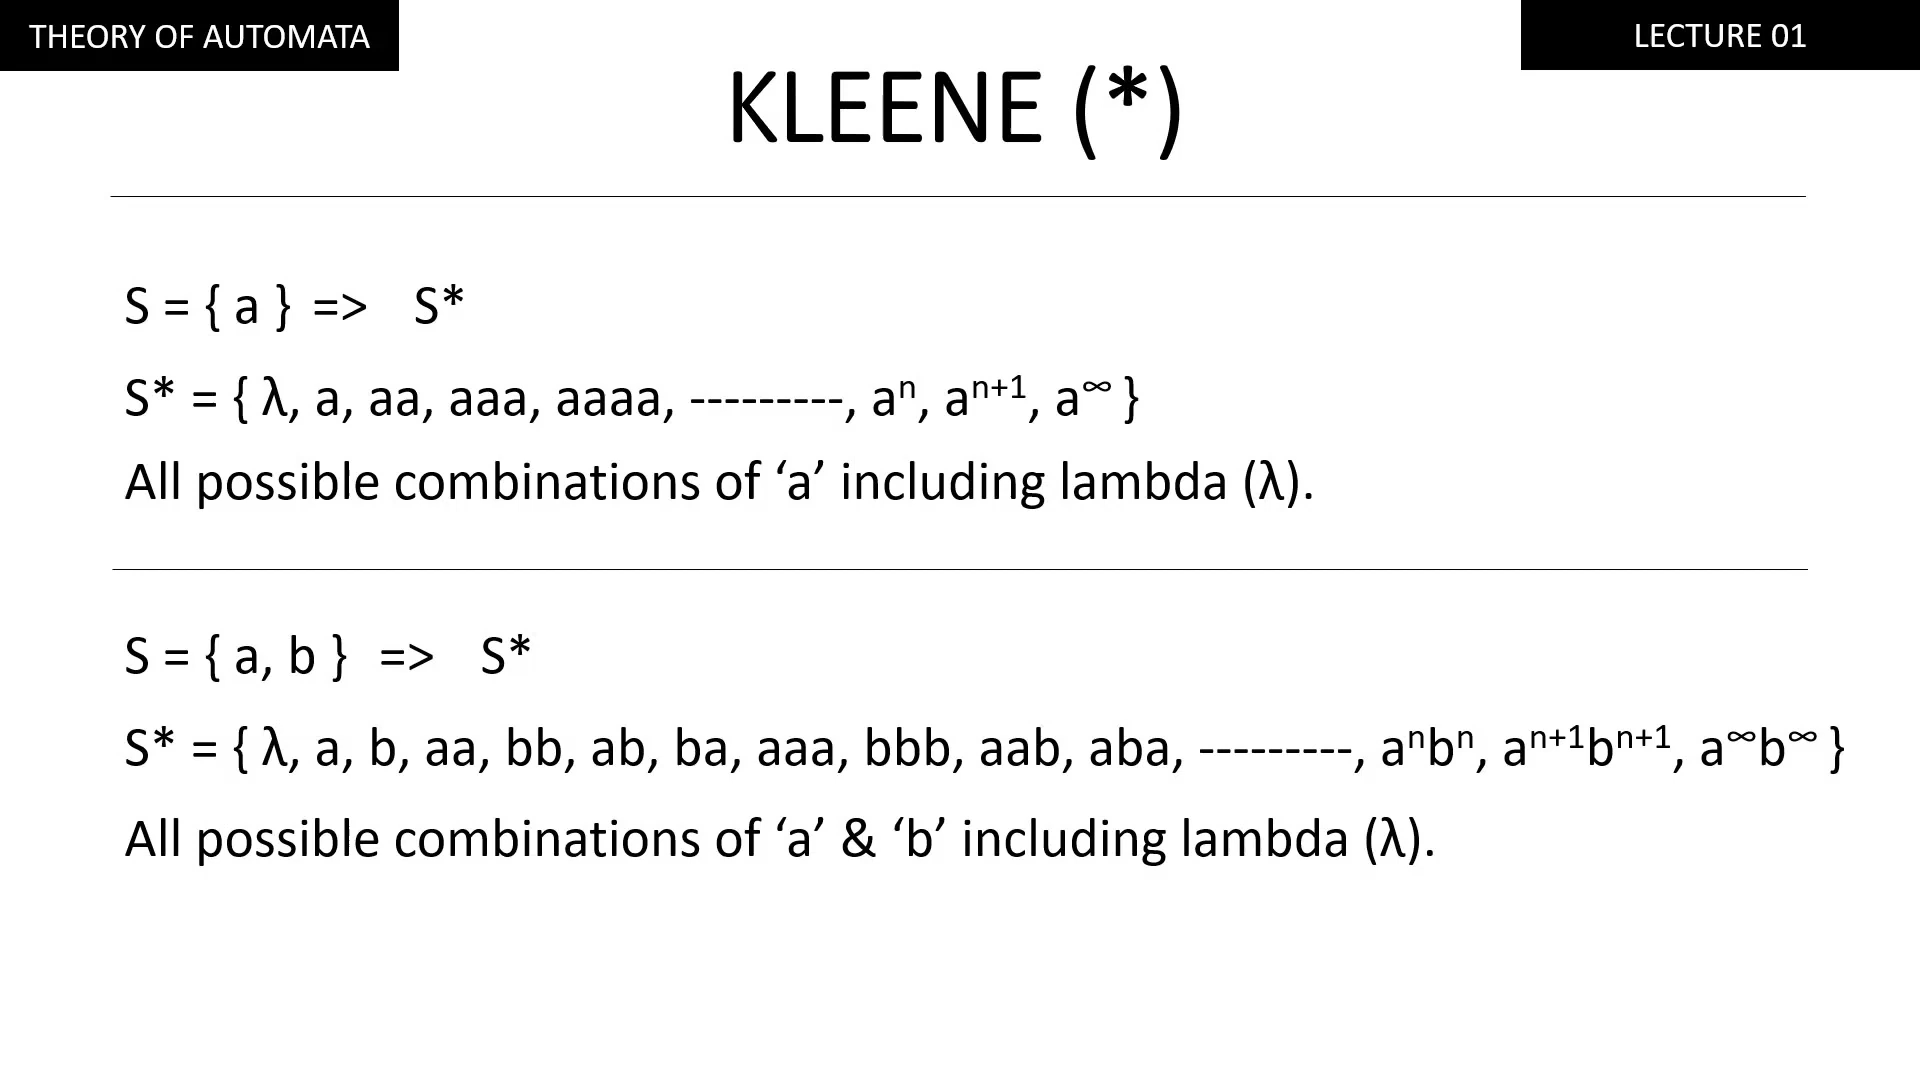 THEORY OF AUTOMATA
LECTURE 01
KLEENE (*)
S = { a } => S*
S* = { λ, a, aa, aaa, aaaa, ---------, aⁿ, aⁿ⁺¹, a^∞ }
All possible combinations of ‘a’ including lambda (λ).
S = { a, b } => S*
S* = { λ, a, b, aa, bb, ab, ba, aaa, bbb, aab, aba, ---------, aⁿbⁿ, aⁿ⁺¹bⁿ⁺¹, a^∞b^∞ }
All possible combinations of ‘a’ & ‘b’ including lambda (λ).